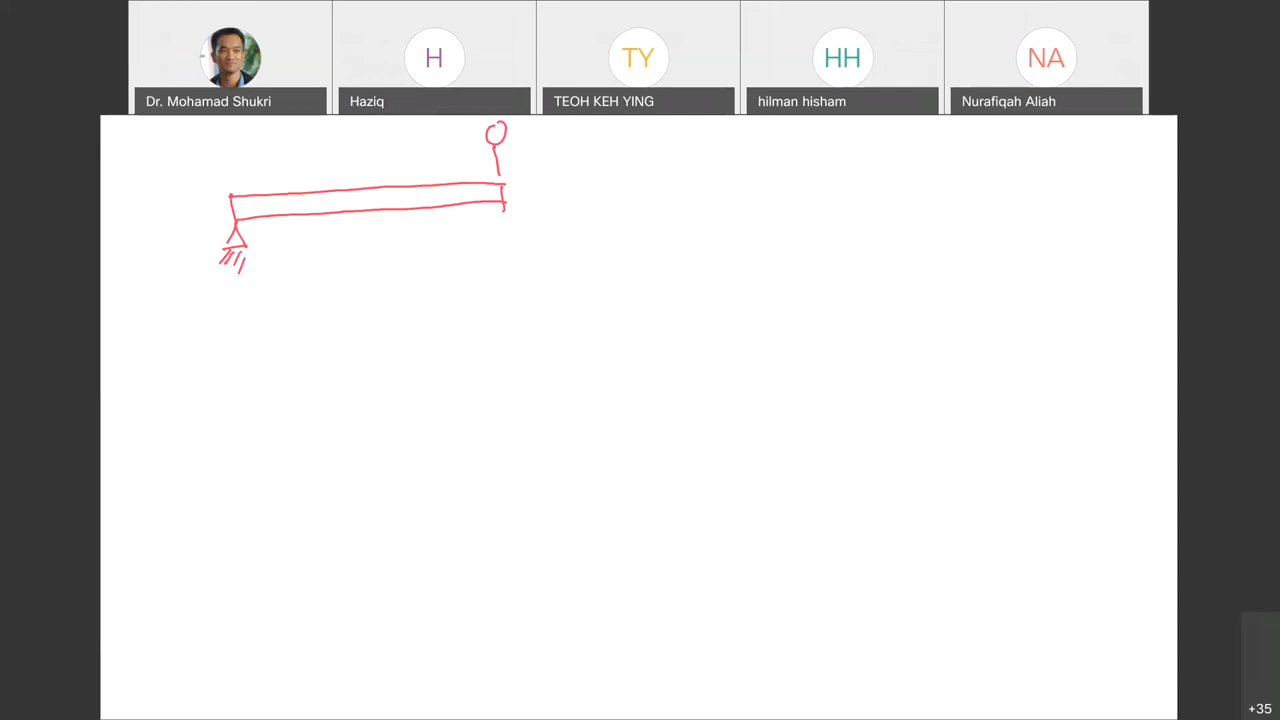 H
TY
HH
NA
Dr. Mohamad Shukri
Haziq
TEOH KEH YING
hilman hisham
Nurafiqah Aliah
+35